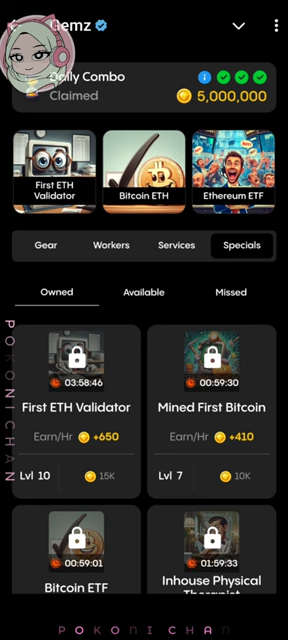 Gemz
Daily Combo
Claimed
5,000,000
First ETH
Validator
Bitcoin ETH
Ethereum ETF
Gear Workers Services Specials
Owned Available Missed
03:58:46
First ETH Validator
Earn/Hr +650
Lvl 10 15K
00:59:30
Mined First Bitcoin
Earn/Hr +410
Lvl 7 10K
00:59:01
Bitcoin ETF
01:59:33
Inhouse Physical
Therapist
POKONICHAN
POKONICHAN